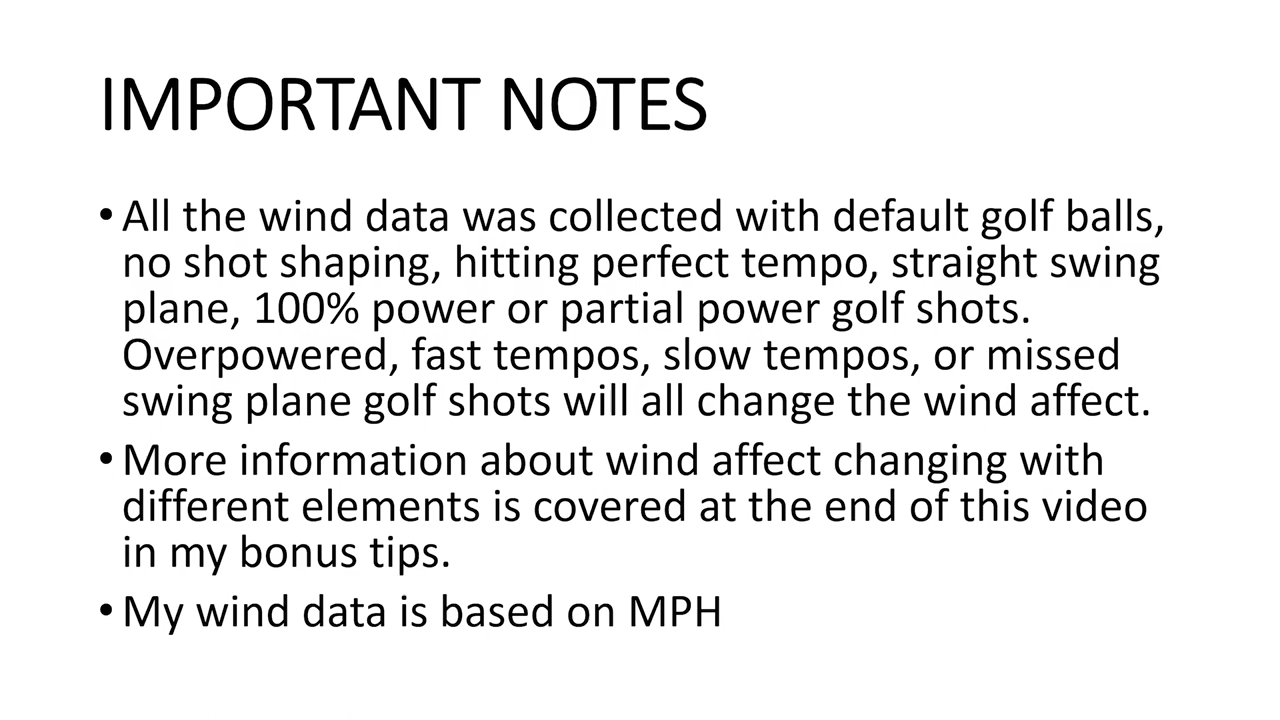 IMPORTANT NOTES
• All the wind data was collected with default golf balls,
no shot shaping, hitting perfect tempo, straight swing
plane, 100% power or partial power golf shots.
Overpowered, fast tempos, slow tempos, or missed
swing plane golf shots will all change the wind affect.
• More information about wind affect changing with
different elements is covered at the end of this video
in my bonus tips.
• My wind data is based on MPH